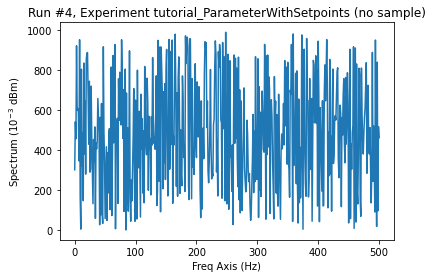 Run #4, Experiment tutorial_ParameterWithSetpoints (no sample)
1000
800
600
400
200
0
Spectrum (10⁻³ dBm)
0 100 200 300 400 500
Freq Axis (Hz)